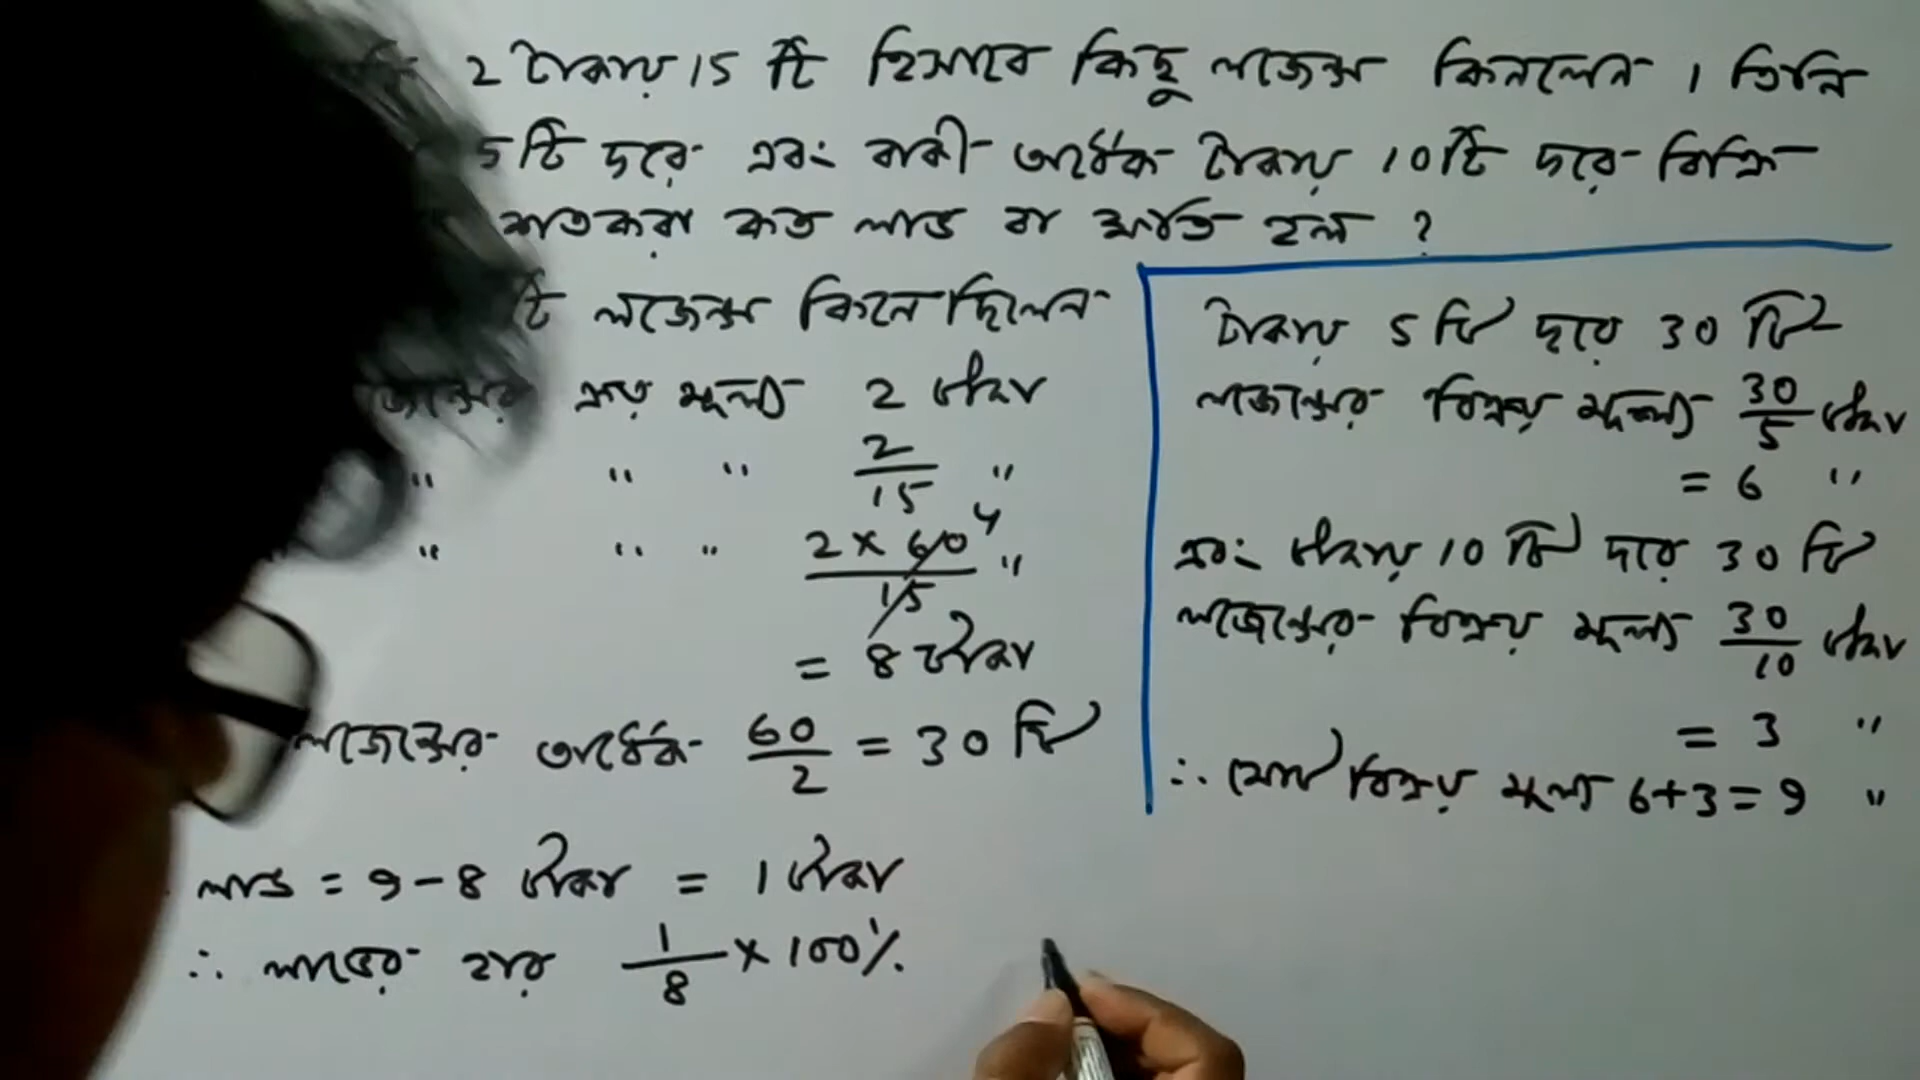 2 টাকায় 15 টি হিসাবে কিছু লজেন্স কিনলেন । তিনি
5 টি দরে এবং বাকী অর্ধেক টাকায় 10 টি দরে বিক্রি
শতকরা কত লাভ বা ক্ষতি হল ?
টি লজেন্স কিনেছিলেন
ক্রয় মূল্য 2 টাকা
" " " 2/15 "
" " " 2 × 60/15 " 4
= 8 টাকা
লজেন্সের অর্ধেক 60/2 = 30 টি
লাভ = 9 - 8 টাকা = 1 টাকা
∴ লাভের হার 1/8 × 100%
টাকায় 5 টি দরে 30 টি
লজেন্সের বিক্রয় মূল্য 30/5 টাকা
= 6 "
এবং টাকায় 10 টি দরে 30 টি
লজেন্সের বিক্রয় মূল্য 30/10 টাকা
= 3 "
∴ মোট বিক্রয় মূল্য 6+3 = 9 "